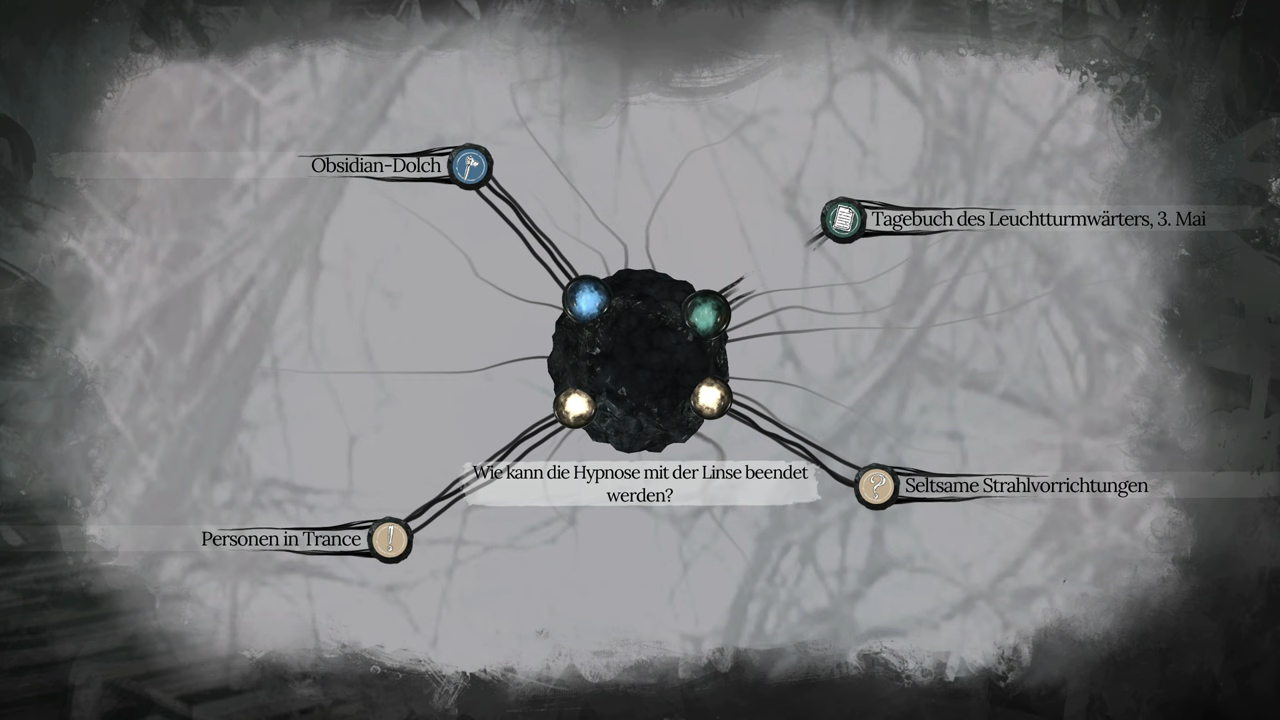 Obsidian-Dolch
Tagebuch des Leuchtturmwärters, 3. Mai
Wie kann die Hypnose mit der Linse beendet
werden?
Seltsame Strahlvorrichtungen
Personen in Trance